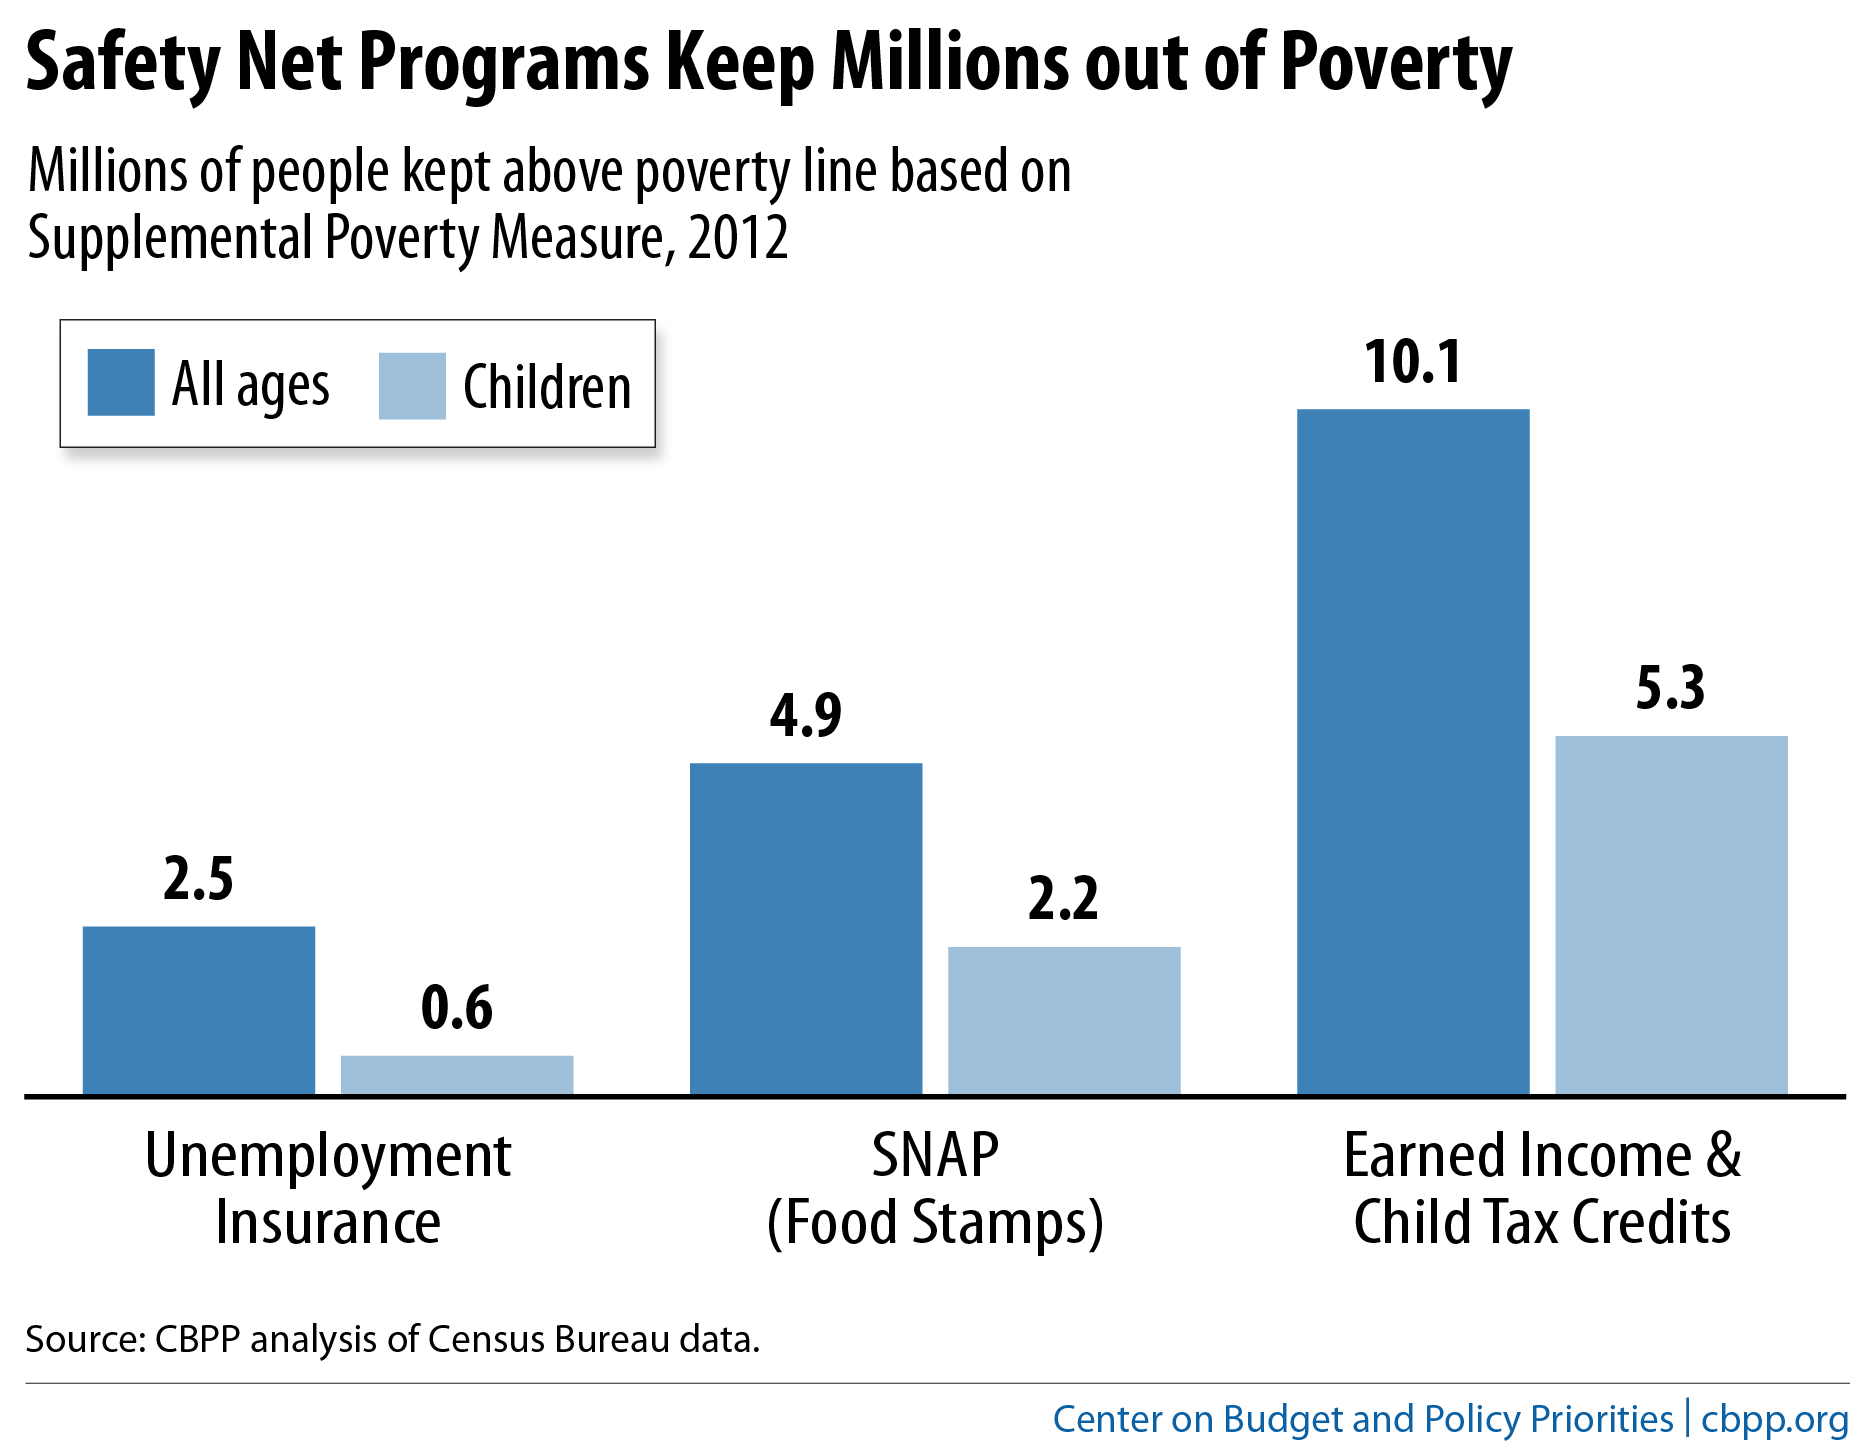 Safety Net Programs Keep Millions out of Poverty
Millions of people kept above poverty line based on
Supplemental Poverty Measure, 2012
All ages
Children
2.5
0.6
4.9
2.2
10.1
5.3
Unemployment
Insurance
SNAP
(Food Stamps)
Earned Income &
Child Tax Credits
Source: CBPP analysis of Census Bureau data.
Center on Budget and Policy Priorities | cbpp.org